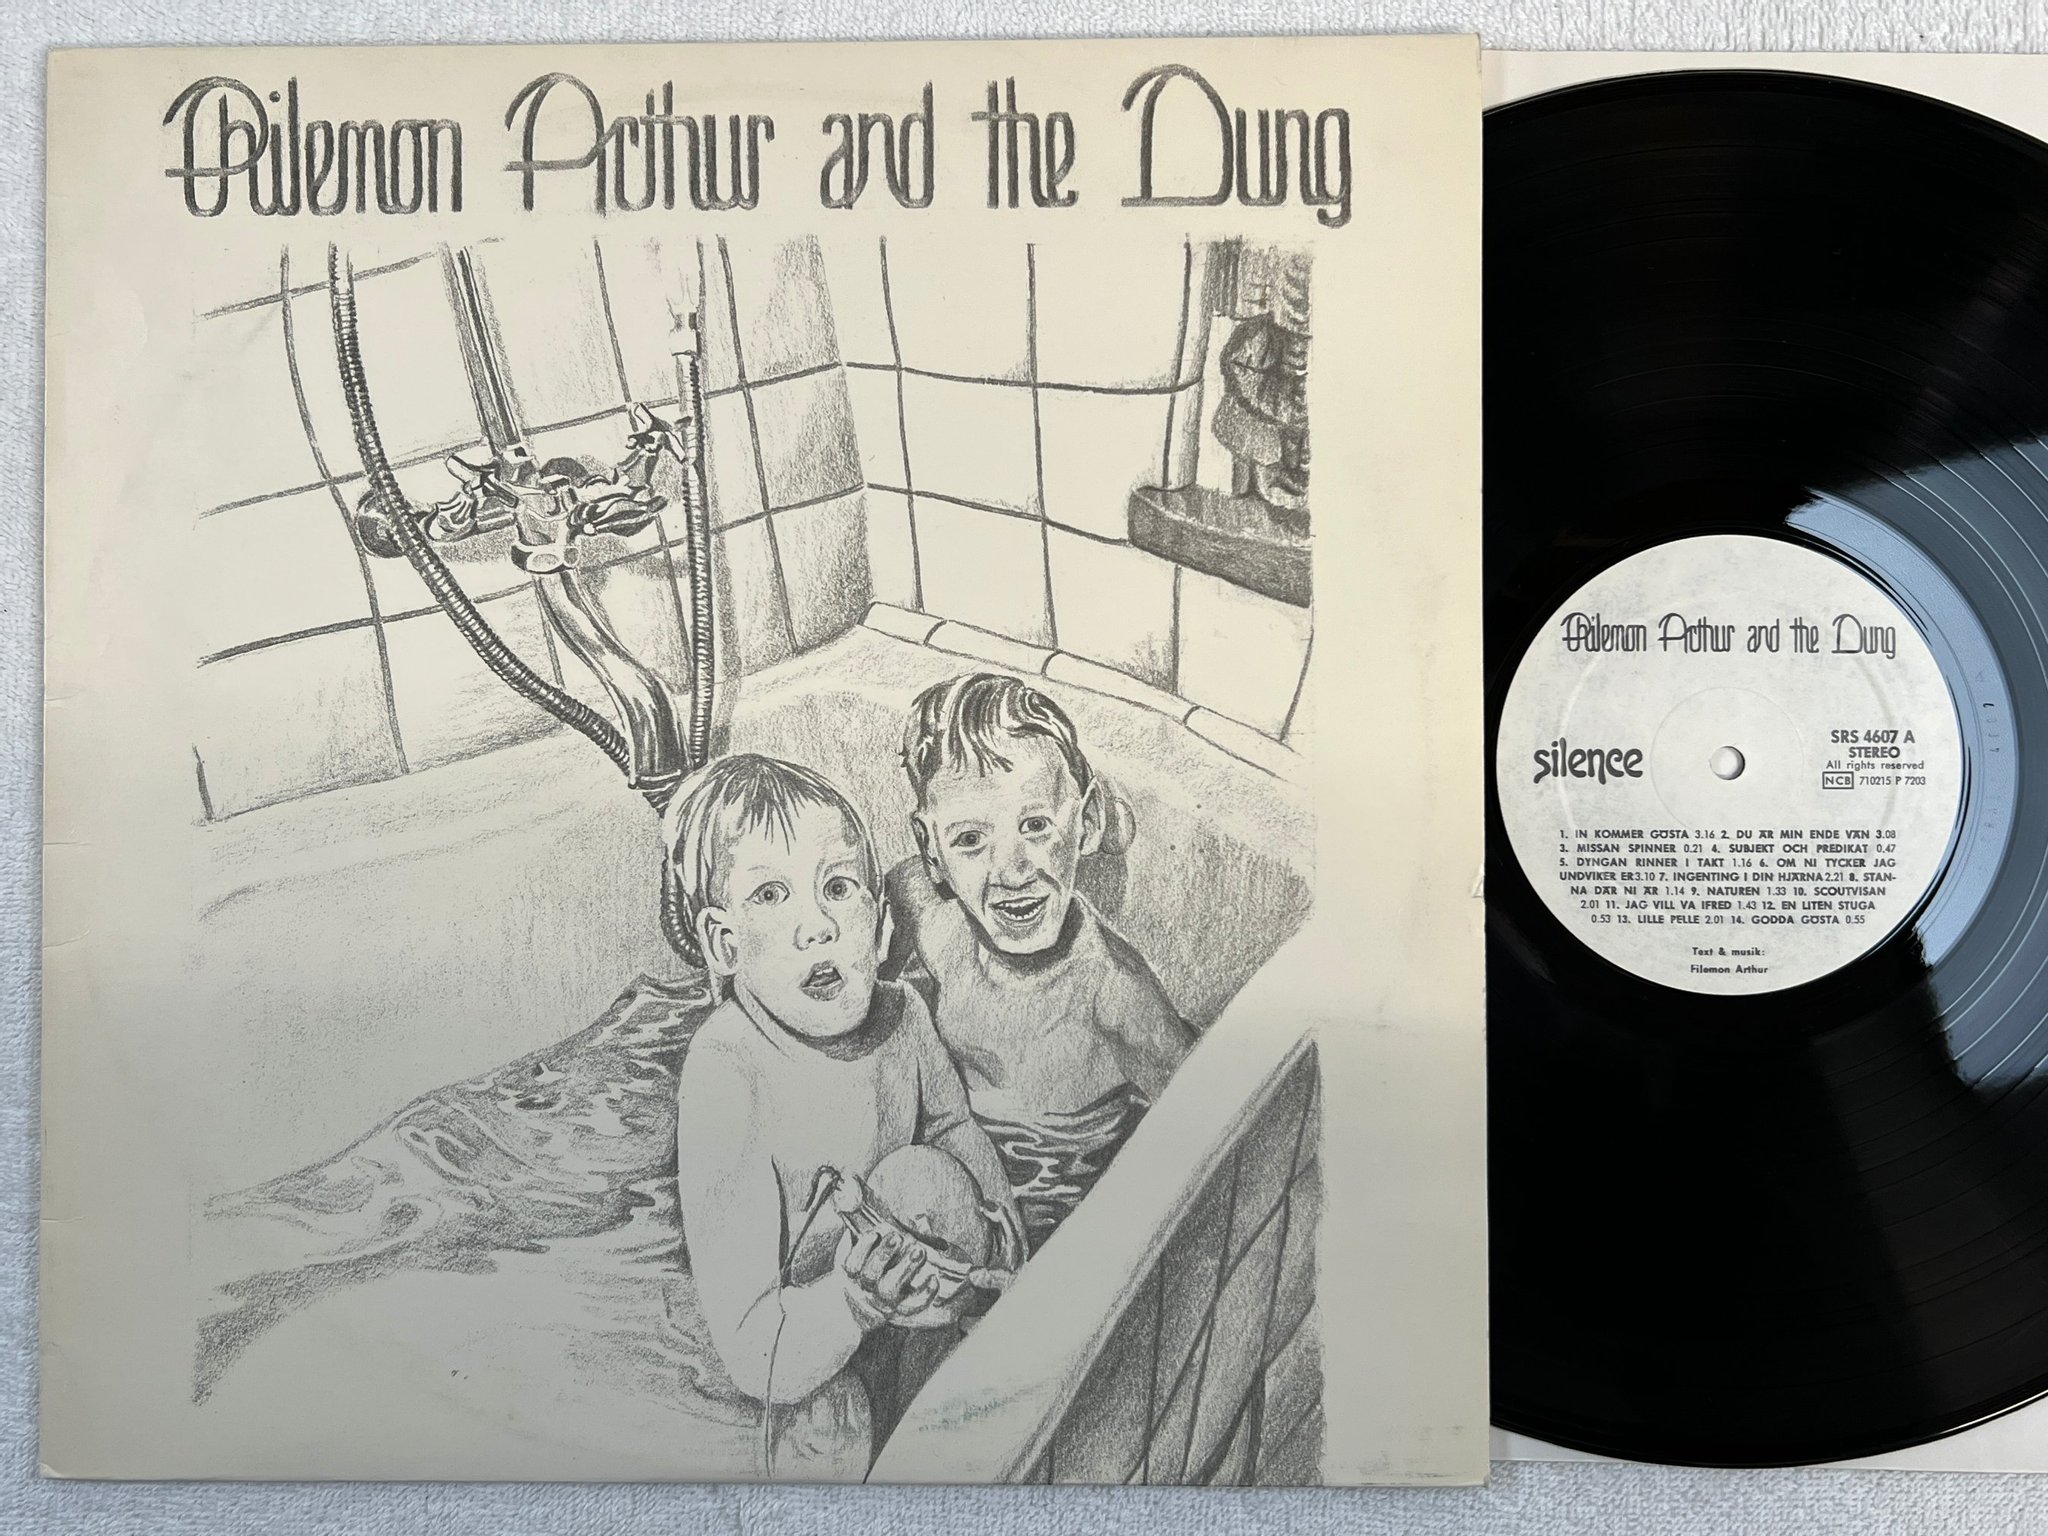 Philemon Arthur and the Dung
Philemon Arthur and the Dung
silence
SRS 4607 A
STEREO
All rights reserved
NCB 710215 P 7203
1. IN KOMMER GÖSTA 3.16 2. DU ÄR MIN ENDE VÄN 3.08
3. MISSAN SPINNER 0.21 4. SUBJEKT OCH PREDIKAT 0.47
5. DYNGAN RINNER I TAKT 1.16 6. OM NI TYCKER JAG
UNDVIKER ER 3.10 7. INGENTING I DIN HJÄRNA 2.21 8. STAN-
NA DÄR NI ÄR 1.14 9. NATUREN 1.33 10. SCOUTVISAN
2.01 11. JAG VILL VA IFRED 1.43 12. EN LITEN STUGA
0.53 13. LILLE PELLE 2.01 14. GODDA GÖSTA 0.55
Text & musik:
Filemon Arthur